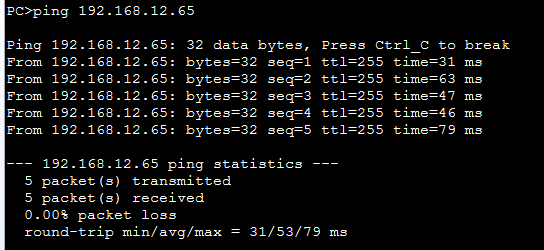 PC>ping 192.168.12.65
Ping 192.168.12.65: 32 data bytes, Press Ctrl_C to break
From 192.168.12.65: bytes=32 seq=1 ttl=255 time=31 ms
From 192.168.12.65: bytes=32 seq=2 ttl=255 time=63 ms
From 192.168.12.65: bytes=32 seq=3 ttl=255 time=47 ms
From 192.168.12.65: bytes=32 seq=4 ttl=255 time=46 ms
From 192.168.12.65: bytes=32 seq=5 ttl=255 time=79 ms
--- 192.168.12.65 ping statistics ---
5 packet(s) transmitted
5 packet(s) received
0.00% packet loss
round-trip min/avg/max = 31/53/79 ms